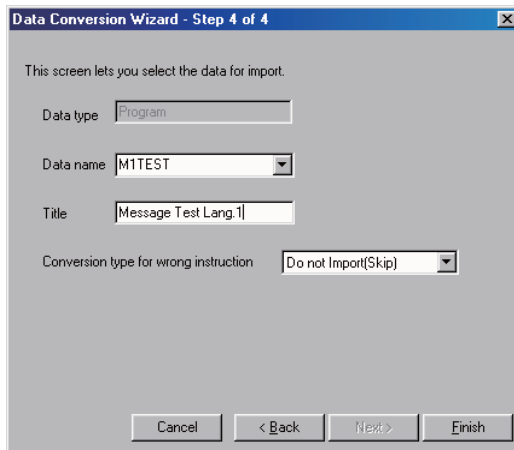 Data Conversion Wizard - Step 4 of 4
This screen lets you select the data for import.
Data type Program
Data name M1TEST
Title Message Test Lang.1
Conversion type for wrong instruction Do not Import(Skip)
Cancel < Back Next > Finish